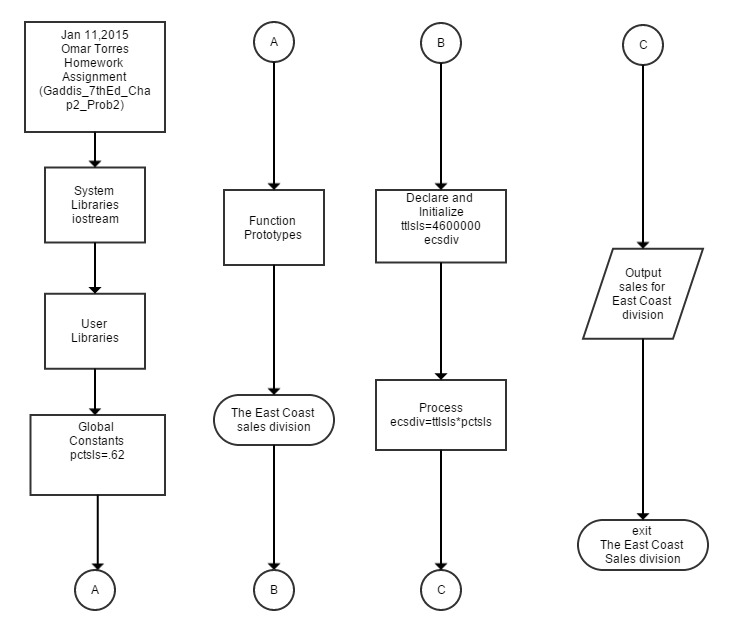 Jan 11,2015
Omar Torres
Homework
Assignment
(Gaddis_7thEd_Cha
p2_Prob2)
System
Libraries
iostream
User
Libraries
Global
Constants
pctsls=.62
A
A
Function
Prototypes
The East Coast
sales division
B
B
Declare and
Initialize
ttlsls=4600000
ecsdiv
Process
ecsdiv=ttlsls*pctsls
C
C
Output
sales for
East Coast
division
exit
The East Coast
Sales division